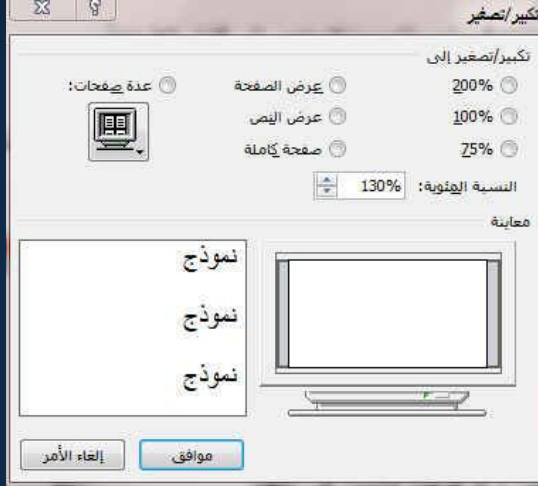 تكبير/تصغير
تكبير/تصغير إلى
200% عرض الصفحة عدة صفحات:
100% عرض النص
75% صفحة كاملة
النسبة المئوية: 130%
معاينة
نموذج
نموذج
نموذج
موافق إلغاء الأمر